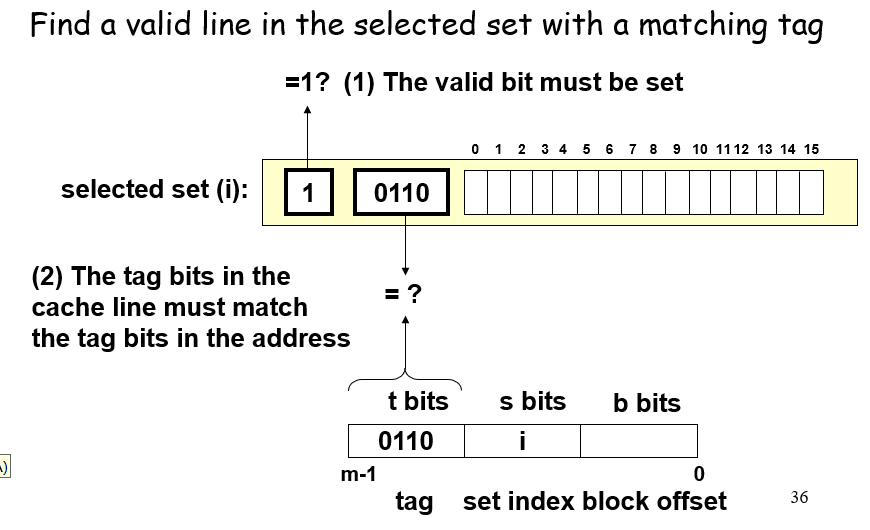 Find a valid line in the selected set with a matching tag
=1? (1) The valid bit must be set
0 1 2 3 4 5 6 7 8 9 10 11 12 13 14 15
selected set (i): 1 0110
(2) The tag bits in the
cache line must match
the tag bits in the address
= ?
t bits s bits b bits
0110 i
m-1 0
tag set index block offset
36